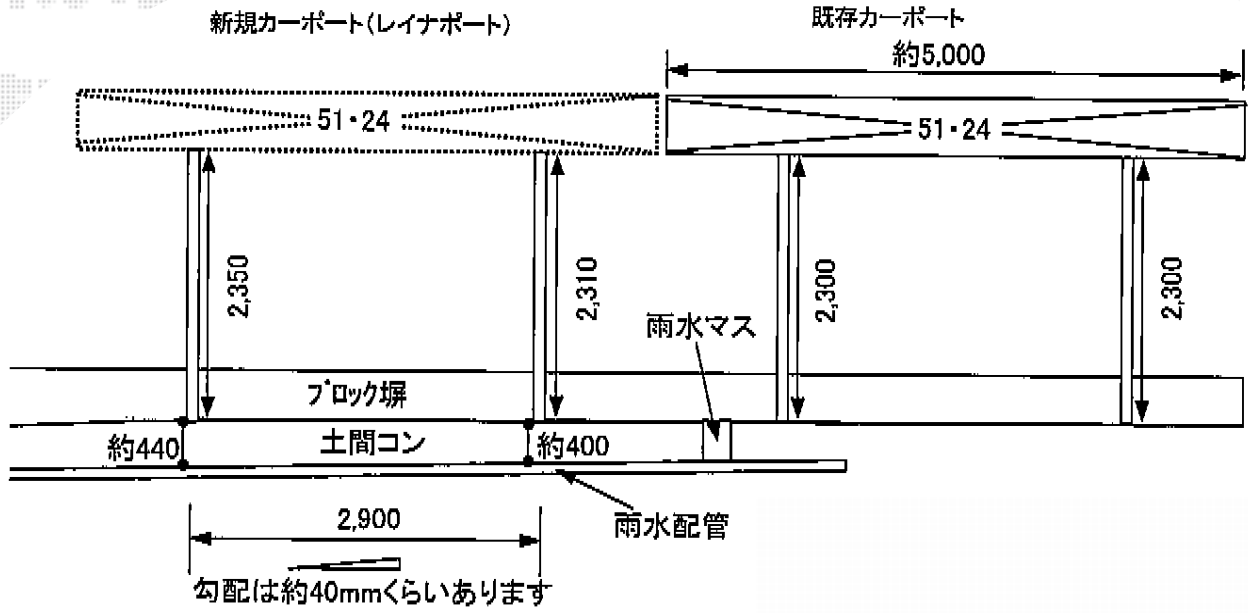 新規カーポート(レイナポート)
既存カーポート
約5,000
51・24
51・24
2,350
2,310
2,300
2,300
雨水マス
ブロック塀
約440
土間コン
約400
2,900
雨水配管
勾配は約40mmくらいあります